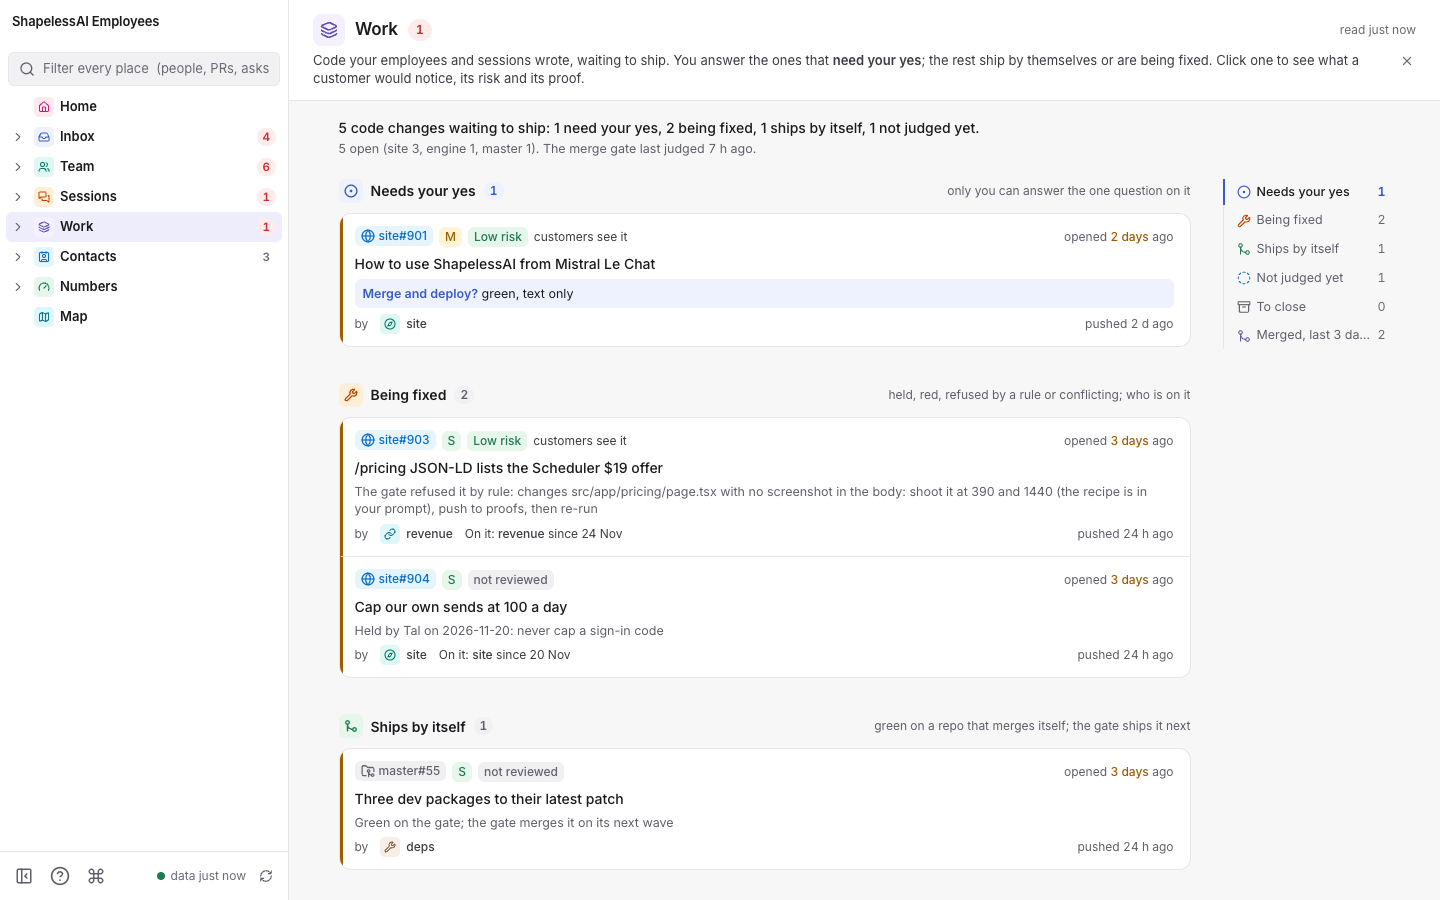 ShapelessAI Employees
Filter every place (people, PRs, asks
Home
Inbox 4
Team 6
Sessions 1
Work 1
Contacts 3
Numbers
Map
data just now
Work 1
read just now
Code your employees and sessions wrote, waiting to ship. You answer the ones that need your yes; the rest ship by themselves or are being fixed. Click one to see what a
customer would notice, its risk and its proof.
5 code changes waiting to ship: 1 need your yes, 2 being fixed, 1 ships by itself, 1 not judged yet.
5 open (site 3, engine 1, master 1). The merge gate last judged 7 h ago.
Needs your yes 1
only you can answer the one question on it
site#901 M Low risk customers see it
opened 2 days ago
How to use ShapelessAI from Mistral Le Chat
Merge and deploy? green, text only
by site
pushed 2 d ago
Being fixed 2
held, red, refused by a rule or conflicting; who is on it
site#903 S Low risk customers see it
opened 3 days ago
/pricing JSON-LD lists the Scheduler $19 offer
The gate refused it by rule: changes src/app/pricing/page.tsx with no screenshot in the body: shoot it at 390 and 1440 (the recipe is in
your prompt), push to proofs, then re-run
by revenue On it: revenue since 24 Nov
pushed 24 h ago
site#904 S not reviewed
opened 3 days ago
Cap our own sends at 100 a day
Held by Tal on 2026-11-20: never cap a sign-in code
by site On it: site since 20 Nov
pushed 24 h ago
Ships by itself 1
green on a repo that merges itself; the gate ships it next
master#55 S not reviewed
opened 3 days ago
Three dev packages to their latest patch
Green on the gate; the gate merges it on its next wave
by deps
pushed 24 h ago
Needs your yes 1
Being fixed 2
Ships by itself 1
Not judged yet 1
To close 0
Merged, last 3 da... 2